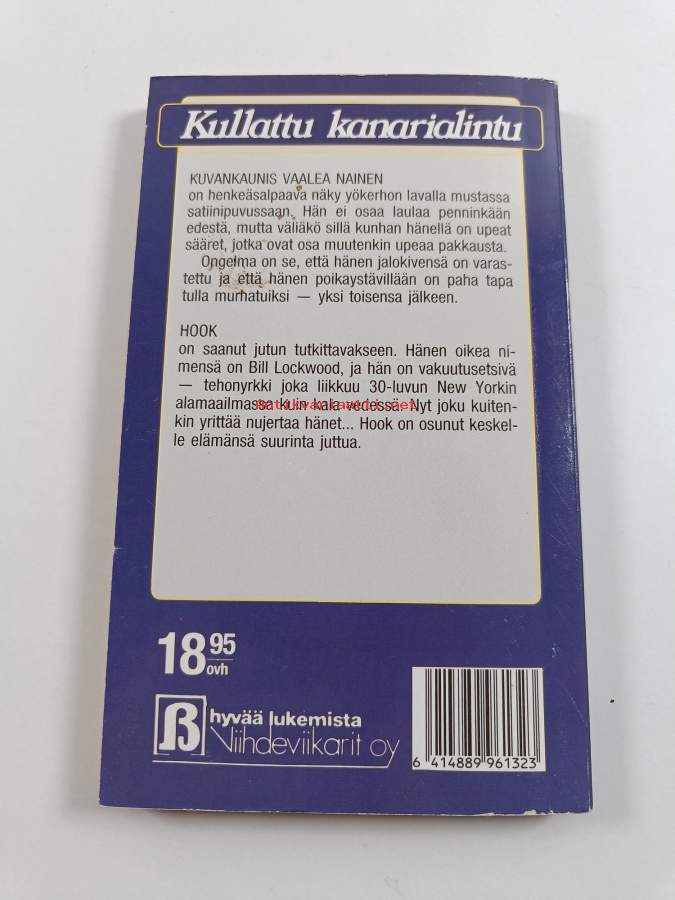 Kullattu kanarialintu
KUVANKAUNIS VAALEA NAINEN
on henkeäsalpaava näky yökerhon lavalla mustassa
satiinipuvussaan. Hän ei osaa laulaa penninkään
edestä, mutta väliäkö sillä kunhan hänellä on upeat
sääret, jotka ovat osa muutenkin upeaa pakkausta.
Ongelma on se, että hänen jalokivensä on varas-
tettu ja että hänen poikaystävillään on paha tapa
tulla murhatuiksi — yksi toisensa jälkeen.
HOOK
on saanut jutun tutkittavakseen. Hänen oikea ni-
mensä on Bill Lockwood, ja hän on vakuutusetsivä
— tehonyrkki joka liikkuu 30-luvun New Yorkin
alamaailmassa kuin kala vedessä. Nyt joku kuiten-
kin yrittää nujertaa hänet... Hook on osunut keskel-
le elämänsä suurinta juttua.
18 95
ovh
hyvää lukemista
Viihdeviikarit oy
6 414889 961323